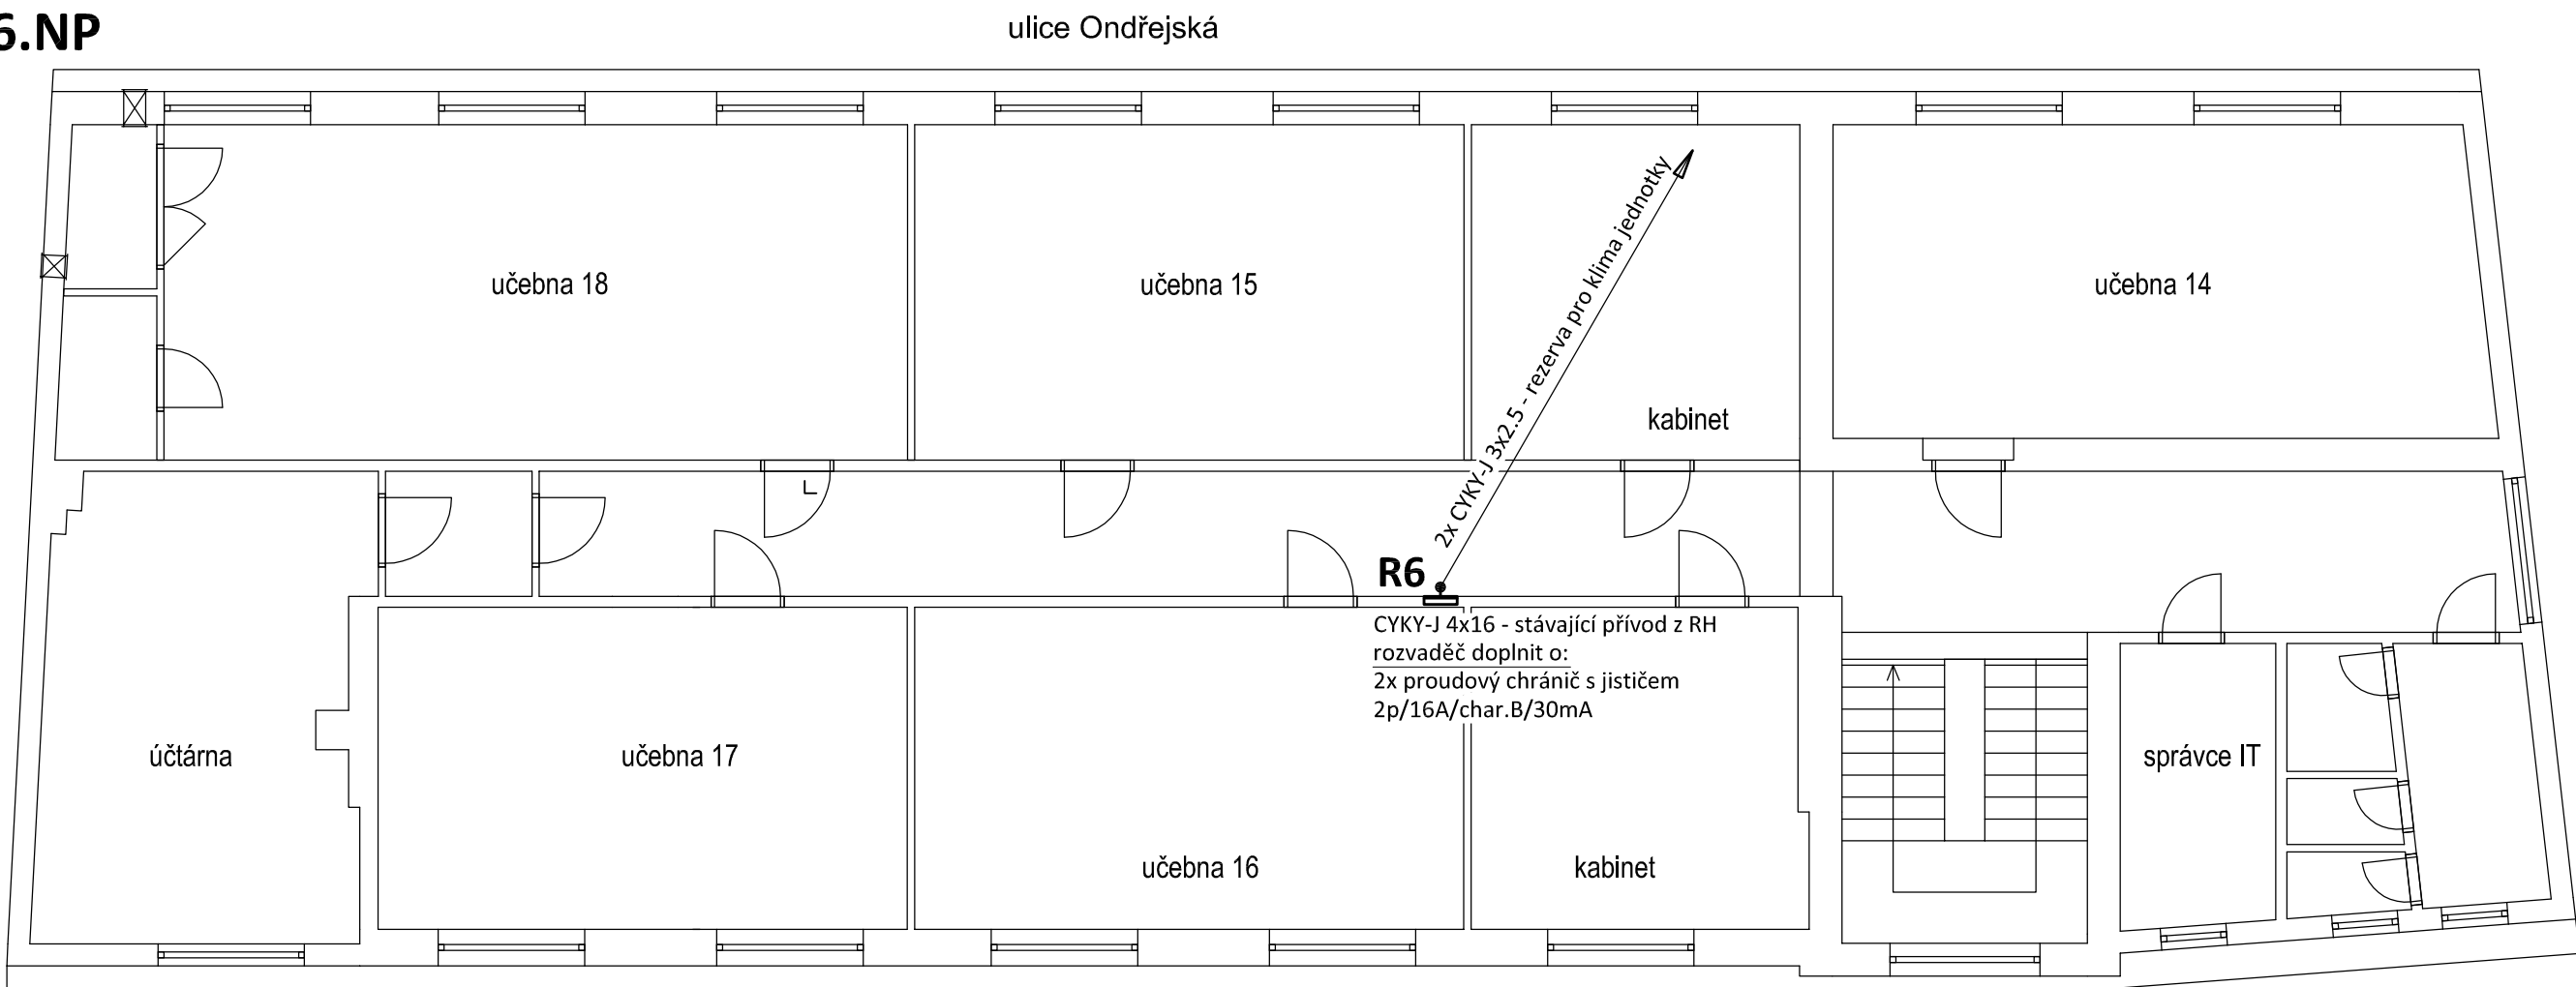 6.NP
ulice Ondřejská
učebna 18
učebna 15
učebna 14
2x CYKY-J 3x2.5 - rezerva pro klima jednotky
kabinet
R6
CYKY-J 4x16 - stávající přívod z RH
rozvaděč doplnit o:
2x proudový chránič s jističem
2p/16A/char.B/30mA
účtárna
učebna 17
správce IT
učebna 16
kabinet